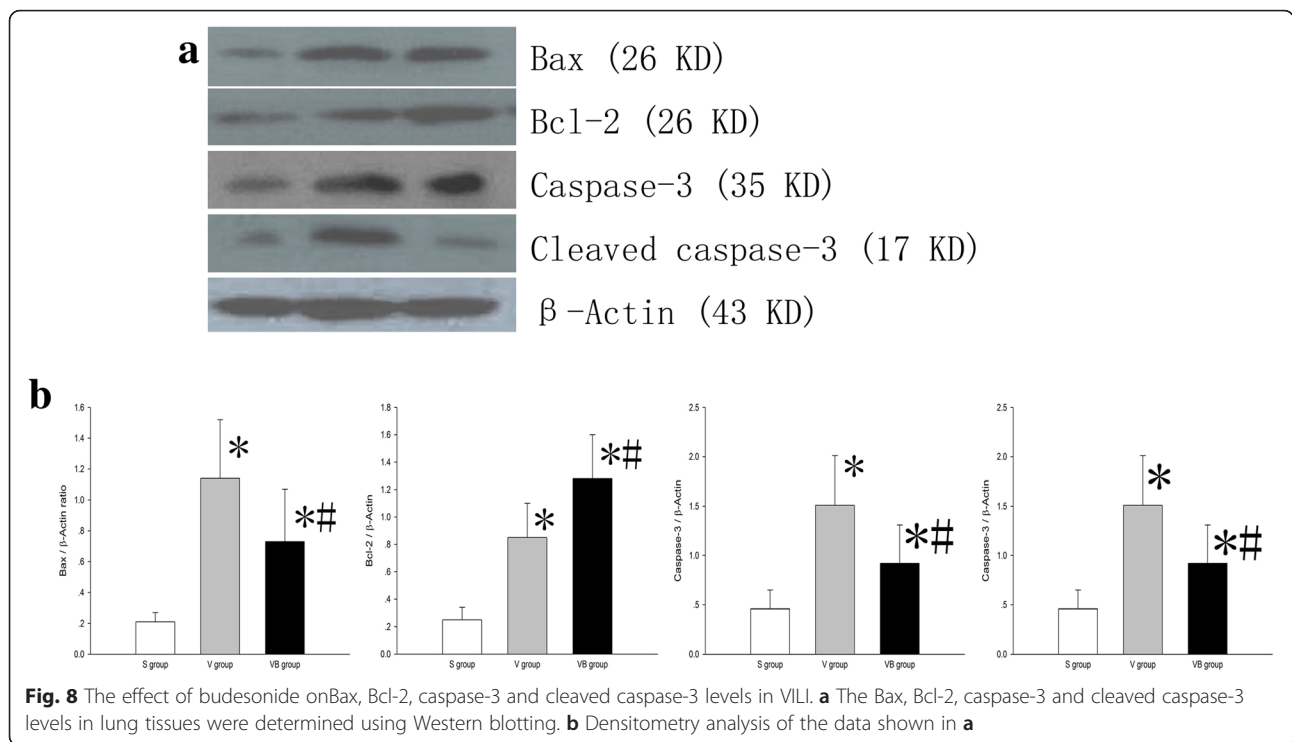 a
Bax (26 KD)
Bcl-2 (26 KD)
Caspase-3 (35 KD)
Cleaved caspase-3 (17 KD)
β-Actin (43 KD)
b
Bax / β-Actin ratio
1.6
1.4
1.2
1.0
.8
.6
.4
.2
0.0
*
*#
S group
V group
VB group
Bcl-2 / β-Actin
1.8
1.6
1.4
1.2
1.0
.8
.6
.4
.2
0.0
*
*#
S group
V group
VB group
Caspase-3 / β-Actin
2.5
2.0
1.5
1.0
.5
0.0
*
*#
S group
V group
VB group
Caspase-3 / β-Actin
2.5
2.0
1.5
1.0
.5
0.0
*
*#
S group
V group
VB group
Fig. 8 The effect of budesonide onBax, Bcl-2, caspase-3 and cleaved caspase-3 levels in VILI. a The Bax, Bcl-2, caspase-3 and cleaved caspase-3
levels in lung tissues were determined using Western blotting. b Densitometry analysis of the data shown in a